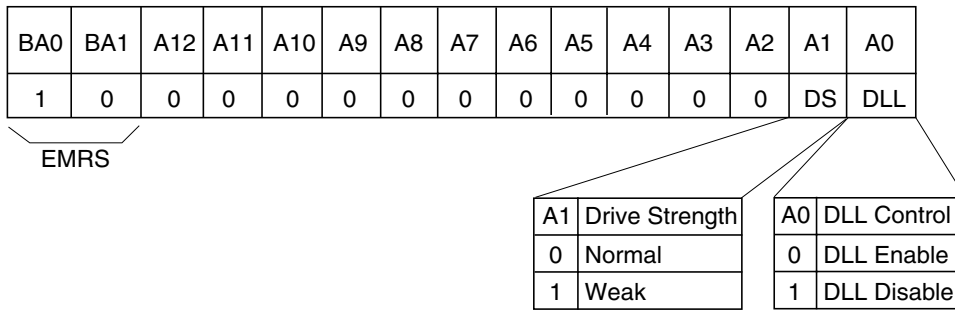 BA0 BA1 A12 A11 A10 A9 A8 A7 A6 A5 A4 A3 A2 A1 A0
1 0 0 0 0 0 0 0 0 0 0 0 0 DS DLL
EMRS
A1 Drive Strength
0 Normal
1 Weak
A0 DLL Control
0 DLL Enable
1 DLL Disable